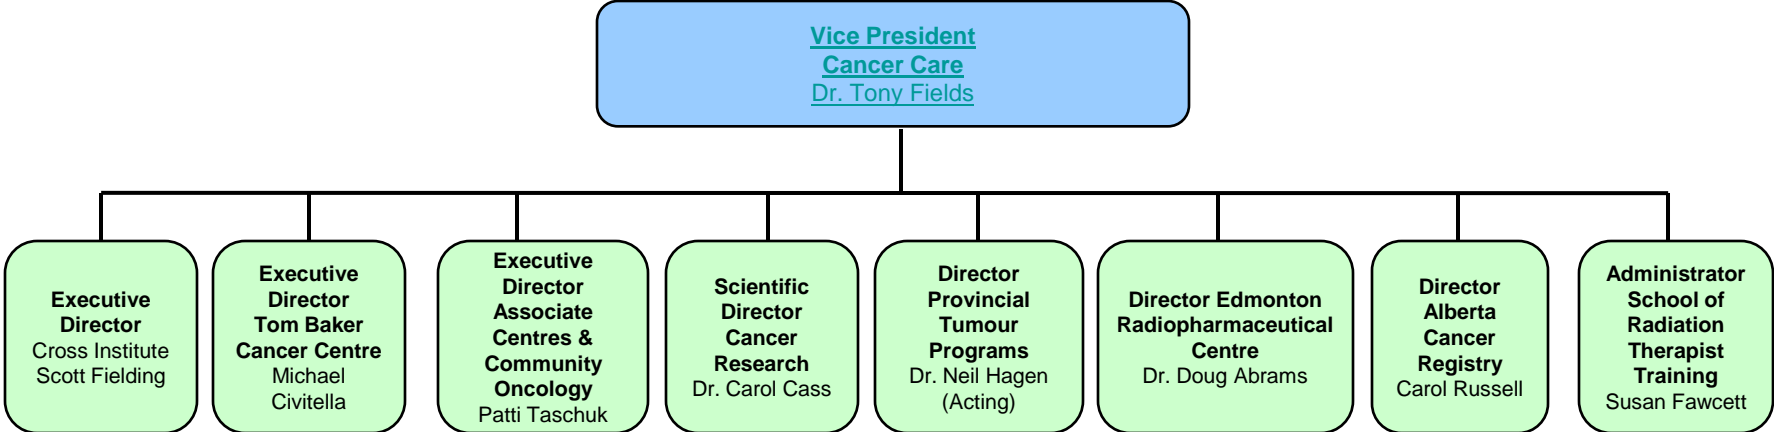 Vice President
Cancer Care
Dr. Tony Fields
Executive
Director
Cross Institute
Scott Fielding
Executive
Director
Tom Baker
Cancer Centre
Michael
Civitella
Executive
Director
Associate
Centres &
Community
Oncology
Patti Taschuk
Scientific
Director
Cancer
Research
Dr. Carol Cass
Director
Provincial
Tumour
Programs
Dr. Neil Hagen
(Acting)
Director Edmonton
Radiopharmaceutical
Centre
Dr. Doug Abrams
Director
Alberta
Cancer
Registry
Carol Russell
Administrator
School of
Radiation
Therapist
Training
Susan Fawcett